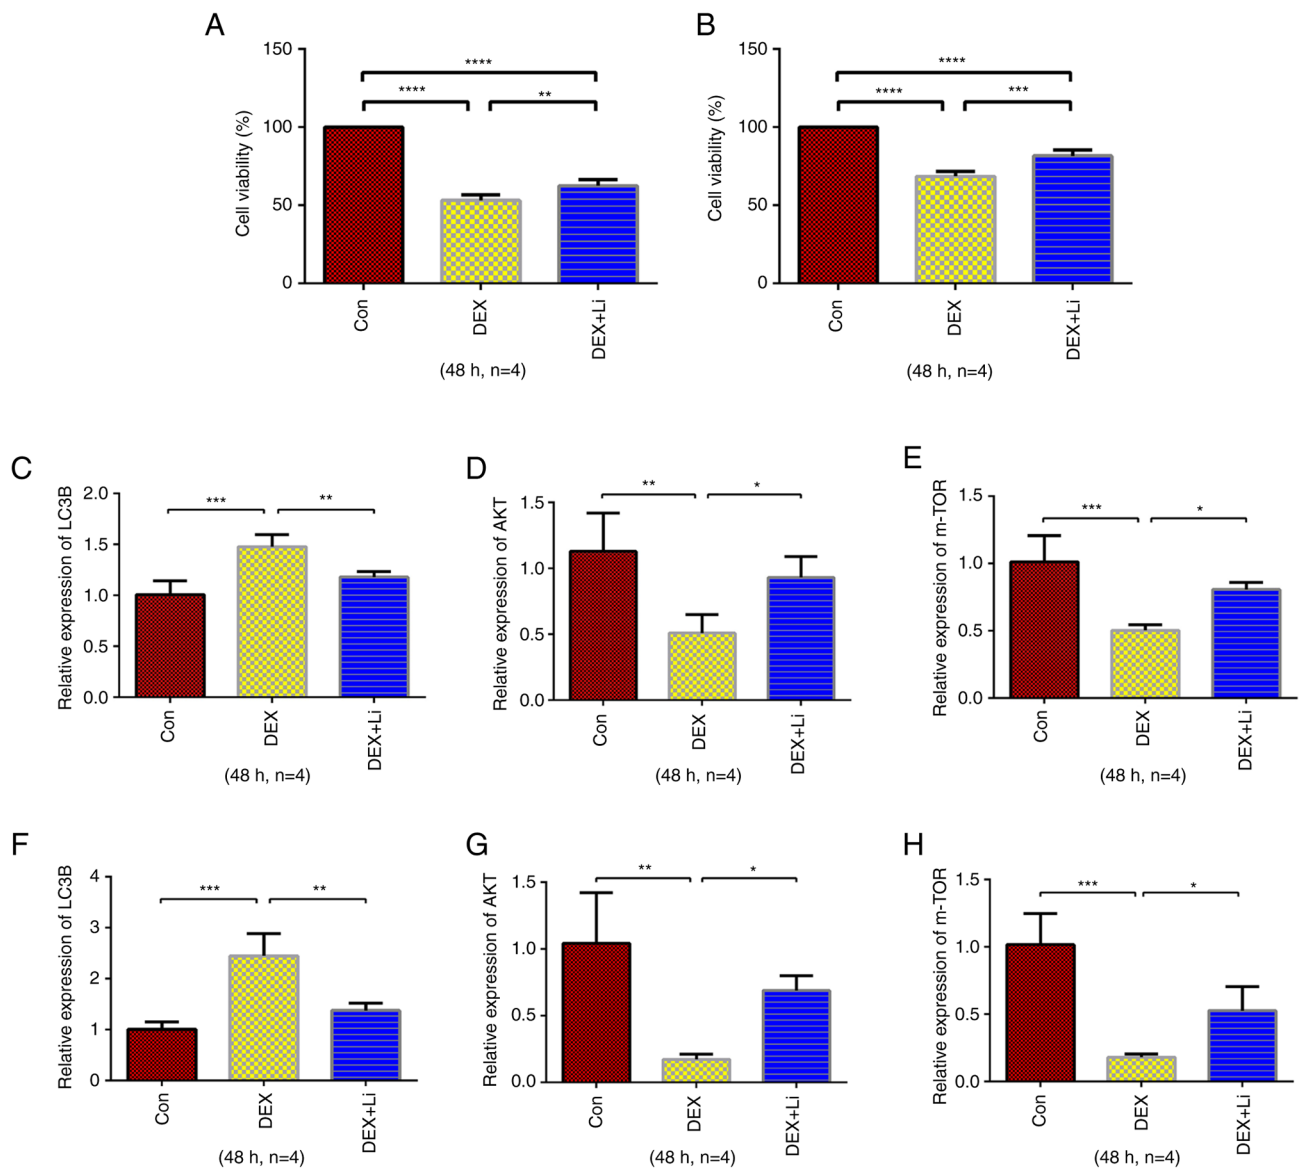 A
Cell viability (%)
150
100
50
0
****
****
**
Con
DEX
DEX+Li
(48 h, n=4)
B
Cell viability (%)
150
100
50
0
****
****
***
Con
DEX
DEX+Li
(48 h, n=4)
C
Relative expression of LC3B
2.0
1.5
1.0
0.5
0.0
***
**
Con
DEX
DEX+Li
(48 h, n=4)
D
Relative expression of AKT
1.5
1.0
0.5
0.0
**
*
Con
DEX
DEX+Li
(48 h, n=4)
E
Relative expression of m-TOR
1.5
1.0
0.5
0.0
***
*
Con
DEX
DEX+Li
(48 h, n=4)
F
Relative expression of LC3B
4
3
2
1
0
***
**
Con
DEX
DEX+Li
(48 h, n=4)
G
Relative expression of AKT
1.5
1.0
0.5
0.0
**
*
Con
DEX
DEX+Li
(48 h, n=4)
H
Relative expression of m-TOR
1.5
1.0
0.5
0.0
***
*
Con
DEX
DEX+Li
(48 h, n=4)